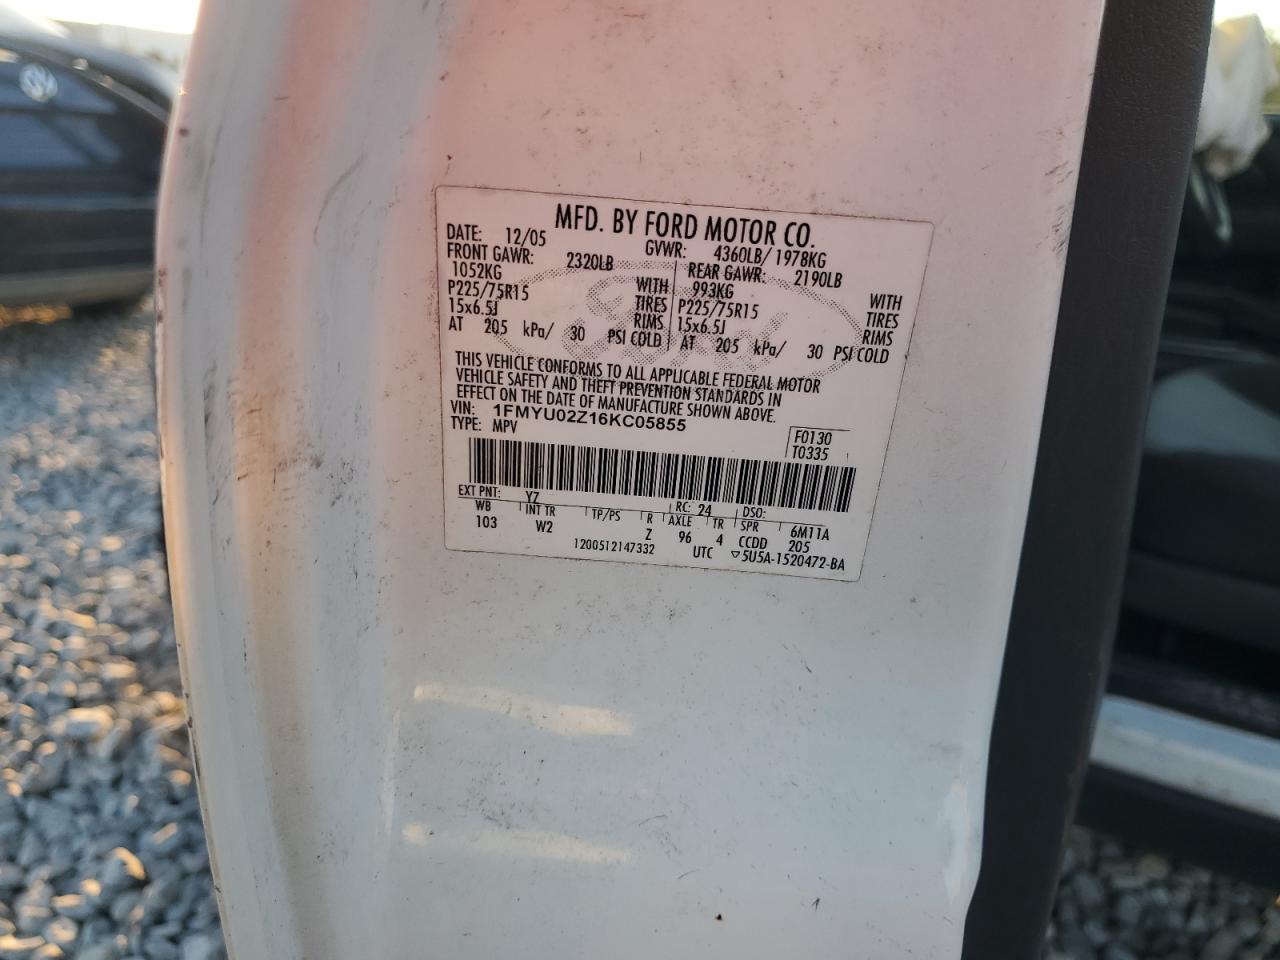 MFD. BY FORD MOTOR CO.
DATE: 12/05 GVWR: 4360LB/ 1978KG
FRONT GAWR: 2320LB REAR GAWR: 2190LB
1052KG WITH 993KG WITH
P225/75R15 TIRES P225/75R15 TIRES
15x6.5J RIMS 15x6.5J RIMS
AT 205 kPa/ 30 PSI COLD AT 205 kPa/ 30 PSI COLD
Ford
THIS VEHICLE CONFORMS TO ALL APPLICABLE FEDERAL MOTOR
VEHICLE SAFETY AND THEFT PREVENTION STANDARDS IN
EFFECT ON THE DATE OF MANUFACTURE SHOWN ABOVE.
VIN: 1FMYU02Z16KC05855
TYPE: MPV
F0130
T0335
EXT PNT: YZ RC: 24 DSO:
WB INT TR TP/PS R AXLE TR SPR 6M11A
103 W2 Z 96 4 CCDD 205
1200512147332 UTC ▽5U5A-1520472-BA